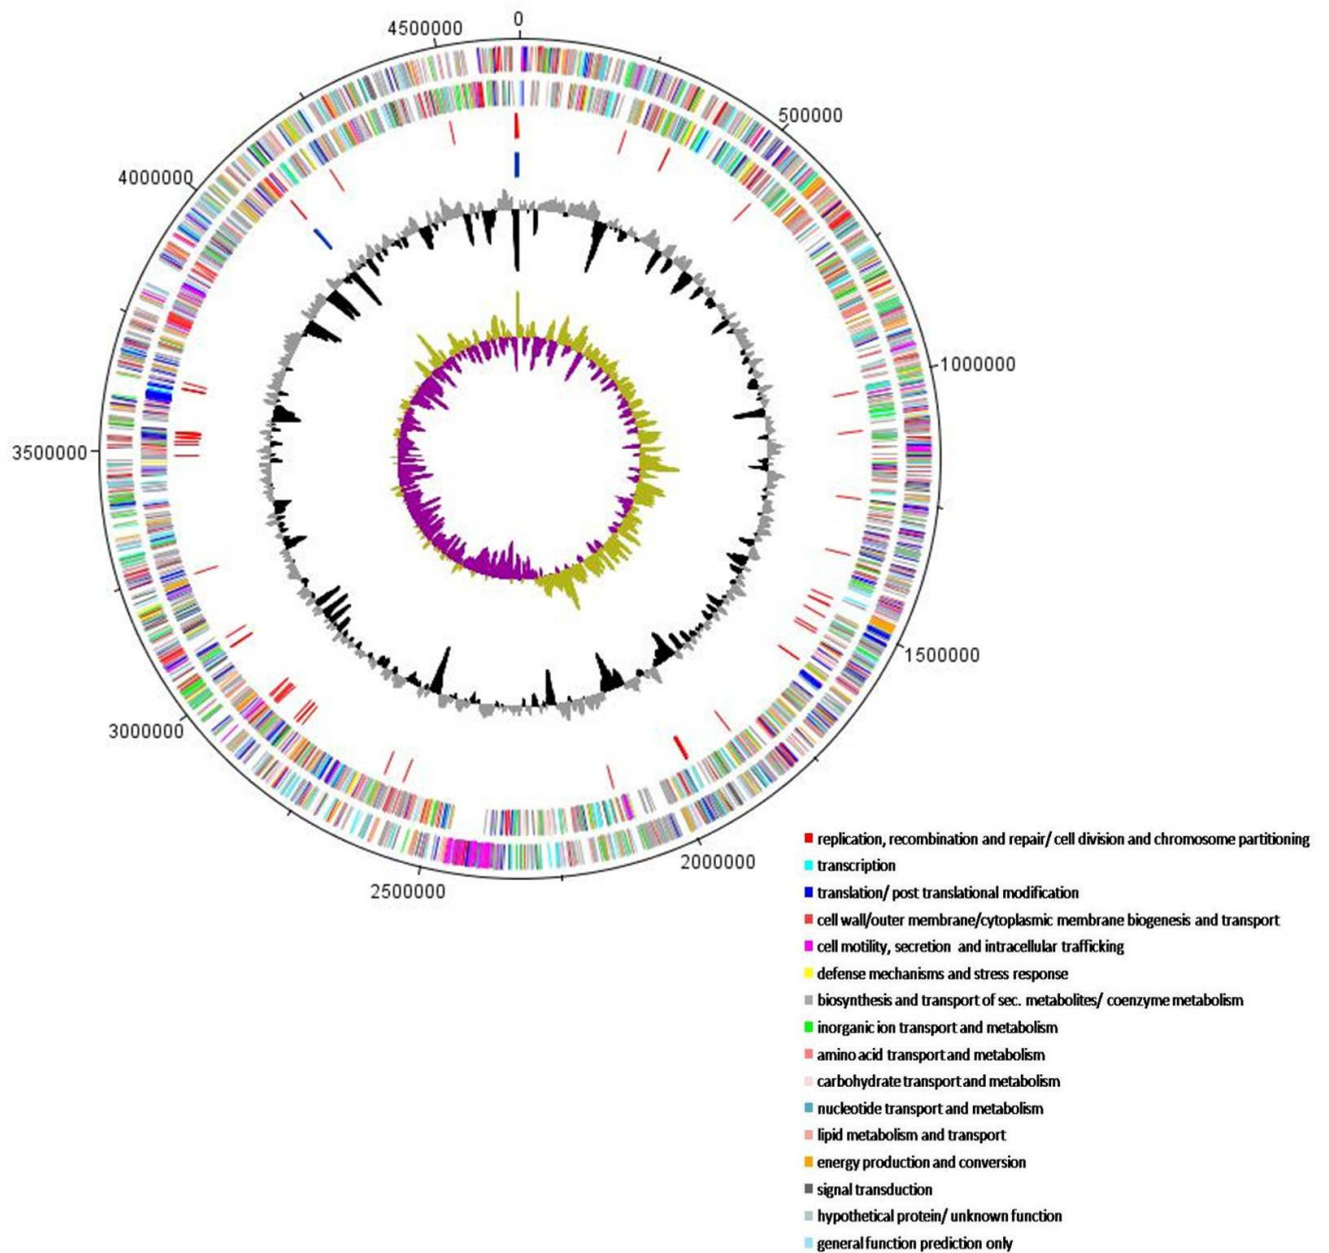 0
4500000
500000
4000000
1000000
3500000
1500000
3000000
2000000
2500000
replication, recombination and repair/ cell division and chromosome partitioning
transcription
translation/ post translational modification
cell wall/outer membrane/cytoplasmic membrane biogenesis and transport
cell motility, secretion and intracellular trafficking
defense mechanisms and stress response
biosynthesis and transport of sec. metabolites/ coenzyme metabolism
inorganic ion transport and metabolism
amino acid transport and metabolism
carbohydrate transport and metabolism
nucleotide transport and metabolism
lipid metabolism and transport
energy production and conversion
signal transduction
hypothetical protein/ unknown function
general function prediction only